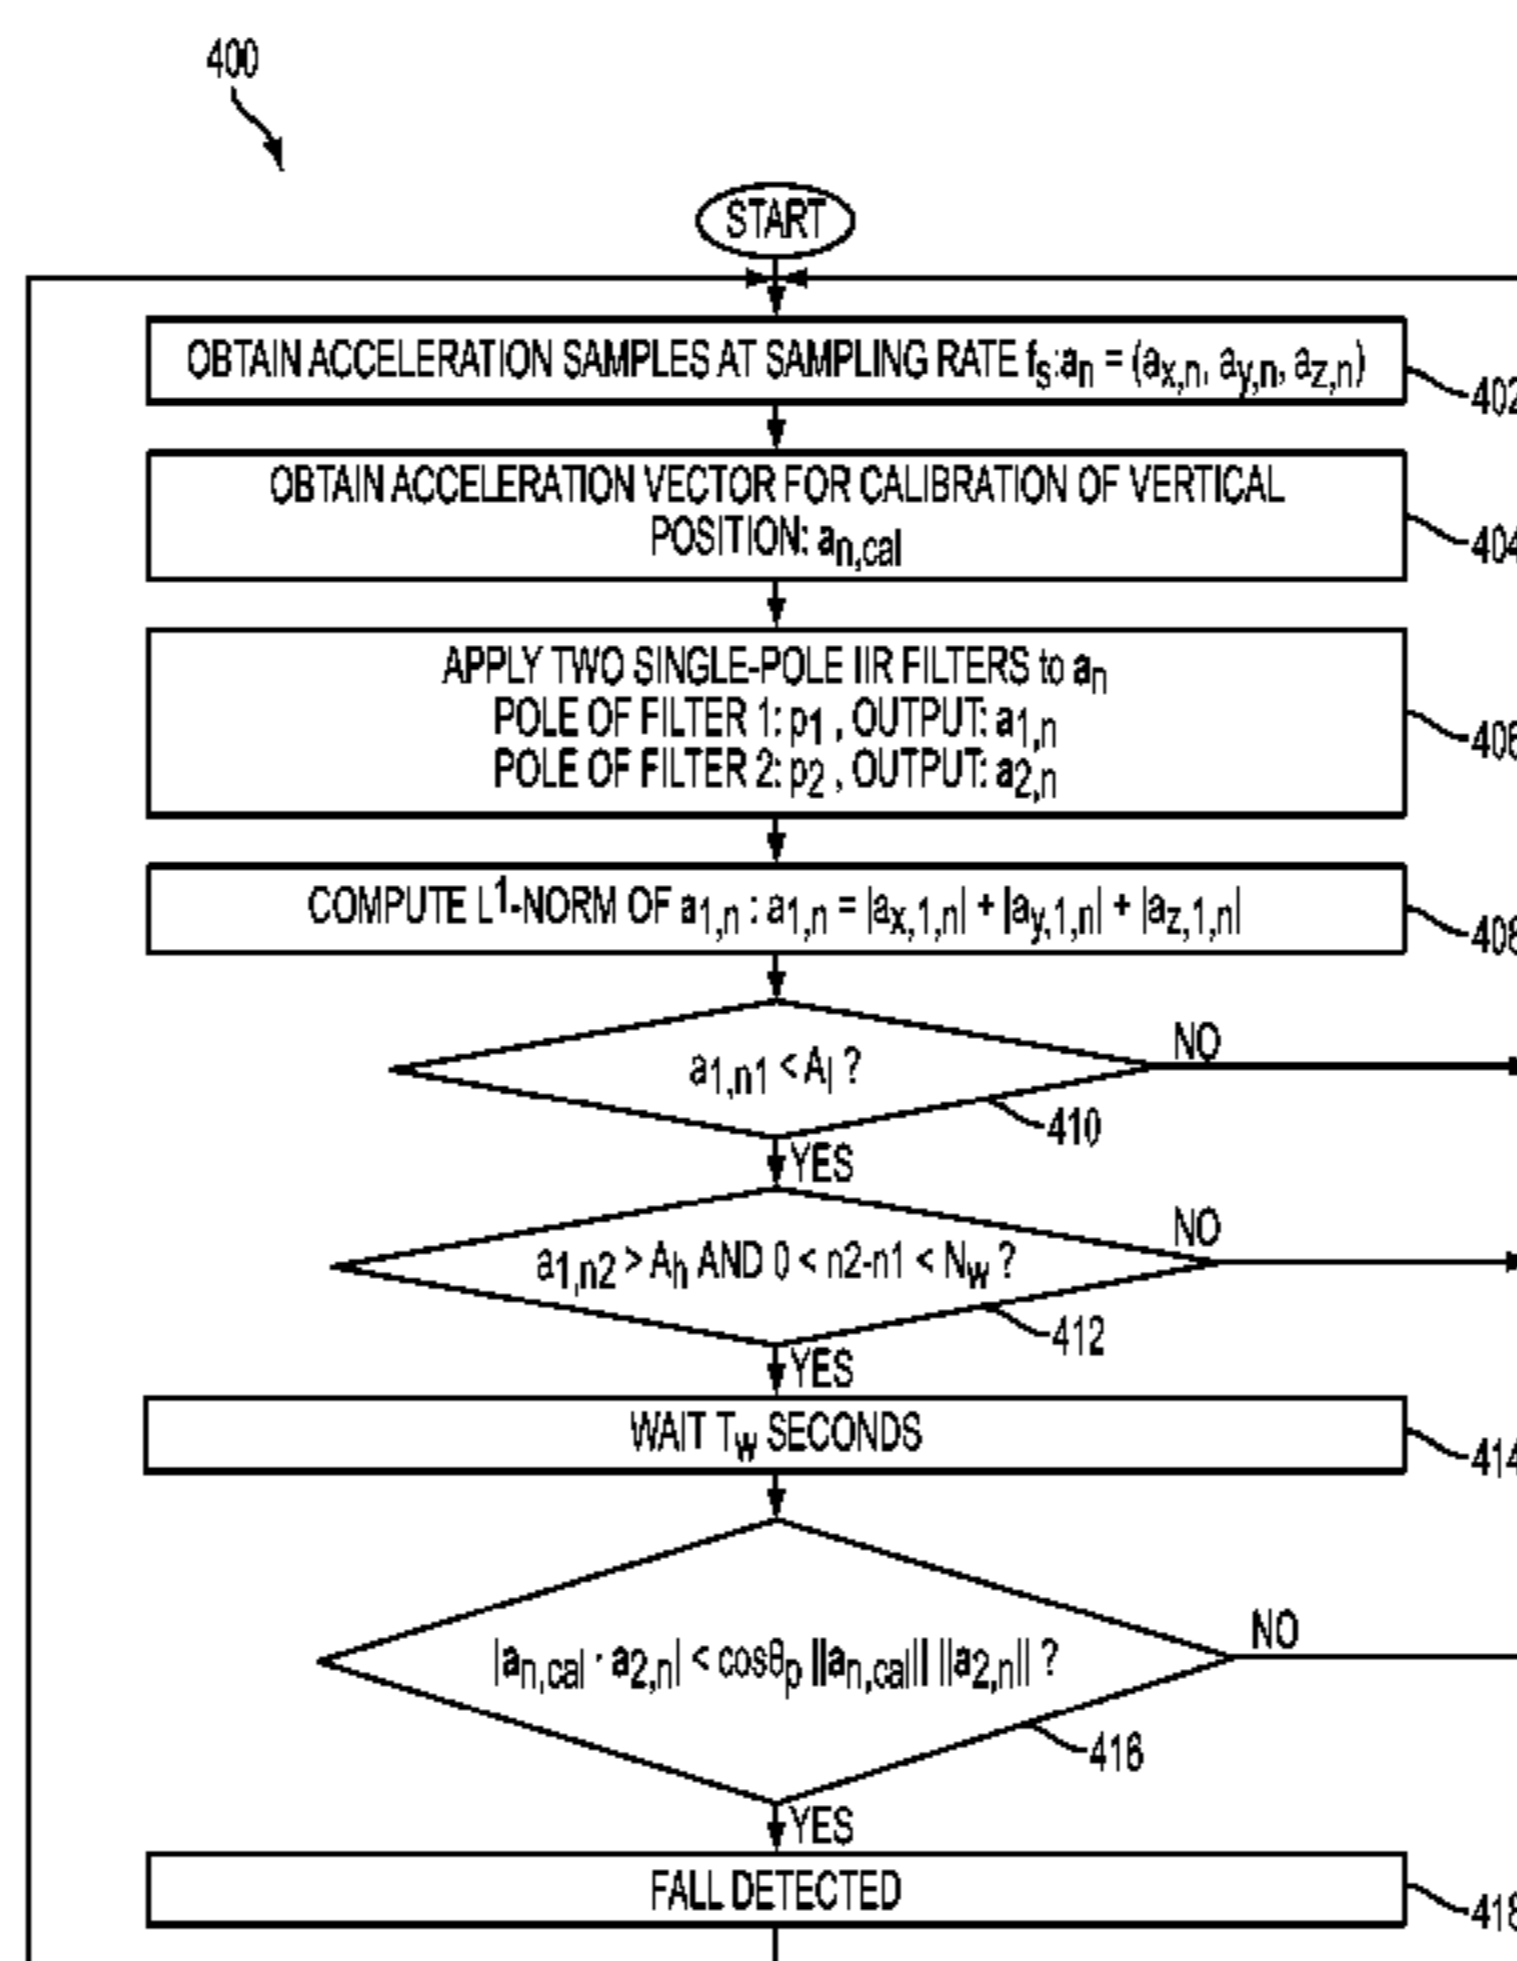 400
START
OBTAIN ACCELERATION SAMPLES AT SAMPLING RATE fs:an = (ax,n, ay,n, az,n)
402
OBTAIN ACCELERATION VECTOR FOR CALIBRATION OF VERTICAL
POSITION: an,cal
404
APPLY TWO SINGLE-POLE IIR FILTERS to an
POLE OF FILTER 1: p1 , OUTPUT: a1,n
POLE OF FILTER 2: p2 , OUTPUT: a2,n
406
COMPUTE L1-NORM OF a1,n : a1,n = |ax,1,n| + |ay,1,n| + |az,1,n|
408
a1,n1 < Al ?
NO
410
YES
a1,n2 > Ah AND 0 < n2-n1 < Nw ?
NO
412
YES
WAIT Tw SECONDS
414
|an,cal · a2,n| < cosθp ||an,cal|| ||a2,n|| ?
NO
416
YES
FALL DETECTED
418